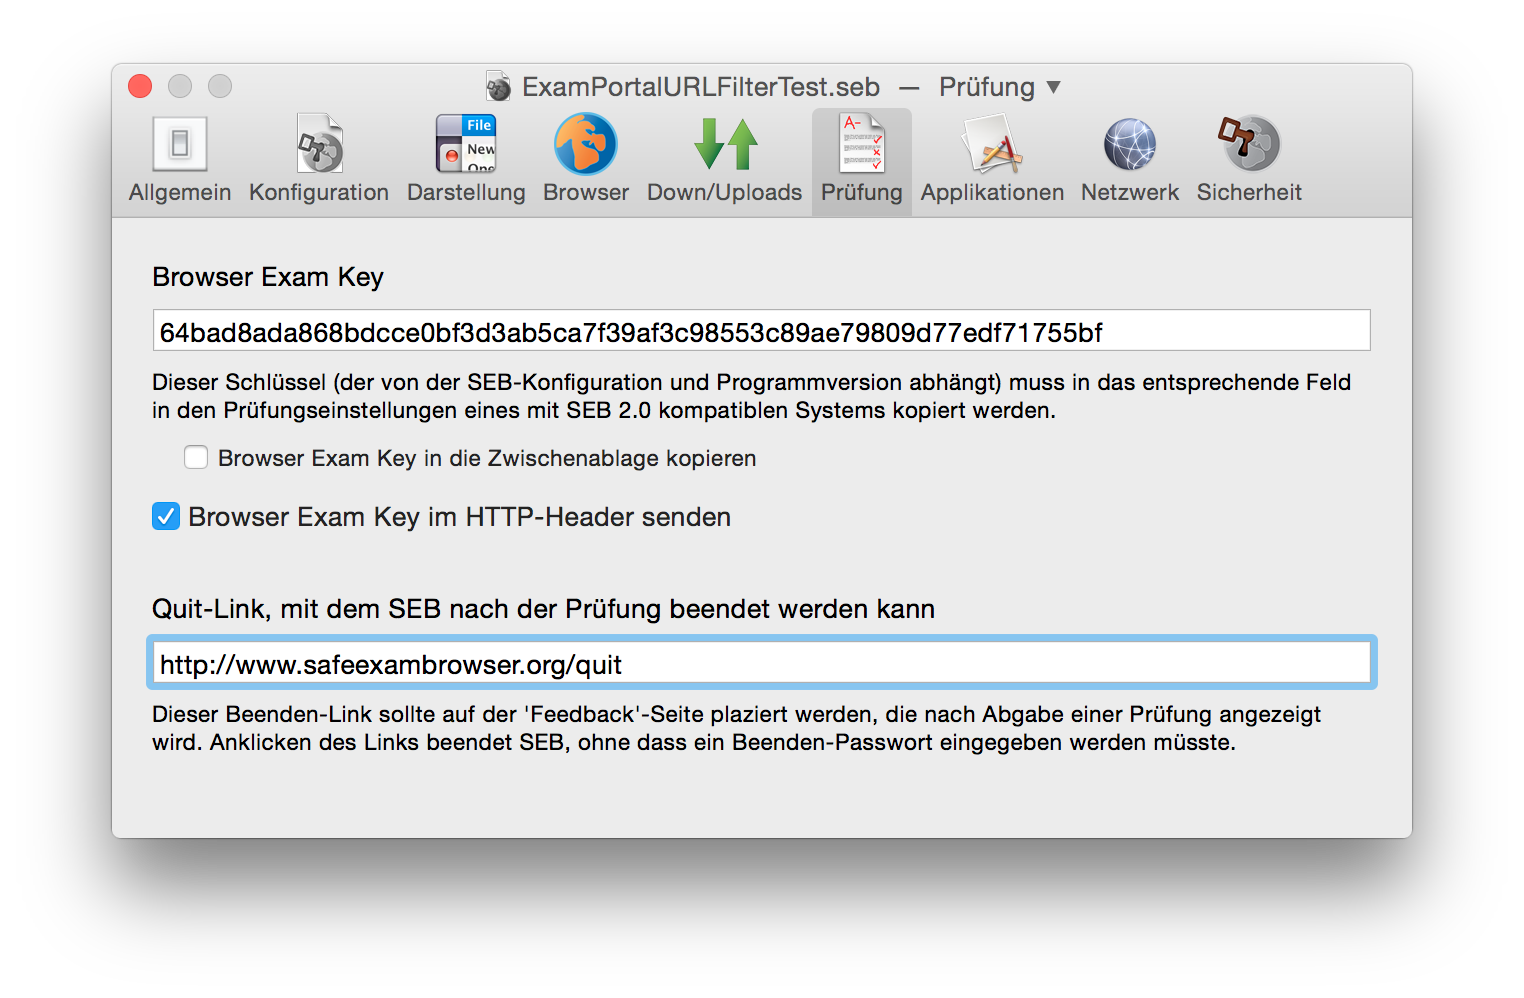 ExamPortalURLFilterTest.seb — Prüfung ▼
A-
File
New
Ope
Allgemein Konfiguration Darstellung Browser Down/Uploads Prüfung Applikationen Netzwerk Sicherheit
Browser Exam Key
64bad8ada868bdcce0bf3d3ab5ca7f39af3c98553c89ae79809d77edf71755bf
Dieser Schlüssel (der von der SEB-Konfiguration und Programmversion abhängt) muss in das entsprechende Feld
in den Prüfungseinstellungen eines mit SEB 2.0 kompatiblen Systems kopiert werden.
Browser Exam Key in die Zwischenablage kopieren
Browser Exam Key im HTTP-Header senden
Quit-Link, mit dem SEB nach der Prüfung beendet werden kann
http://www.safeexambrowser.org/quit
Dieser Beenden-Link sollte auf der 'Feedback'-Seite plaziert werden, die nach Abgabe einer Prüfung angezeigt
wird. Anklicken des Links beendet SEB, ohne dass ein Beenden-Passwort eingegeben werden müsste.